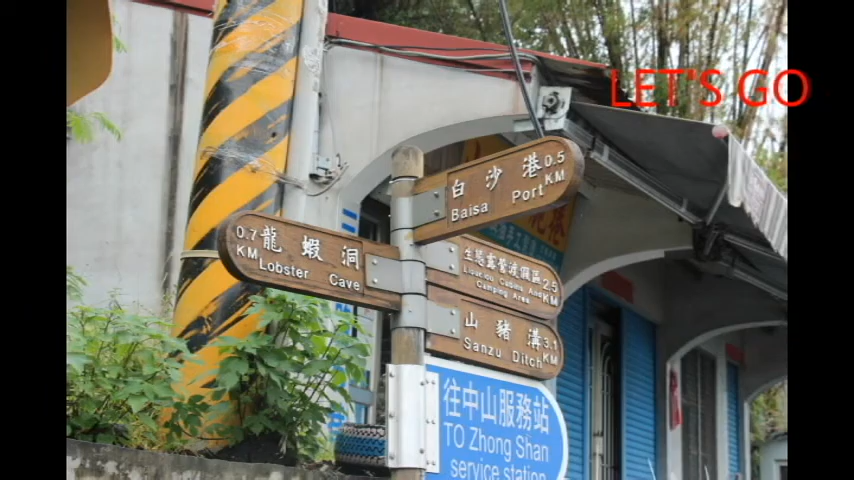 LET'S GO
白沙港 0.5
Baisa Port KM
0.7 龍蝦洞
KM Lobster Cave
生態露營渡假區 2.5
Camping Area KM
山豬溝 3.1
Sanzu Ditch KM
往中山服務站
TO Zhong Shan
service station